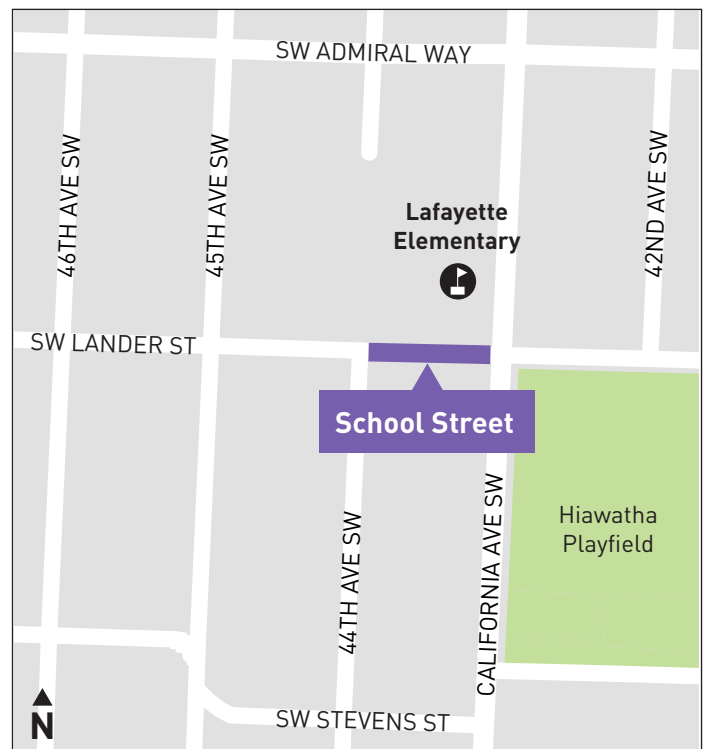 SW ADMIRAL WAY
46TH AVE SW
45TH AVE SW
42ND AVE SW
Lafayette
Elementary
SW LANDER ST
School Street
44TH AVE SW
CALIFORNIA AVE SW
Hiawatha
Playfield
N
SW STEVENS ST